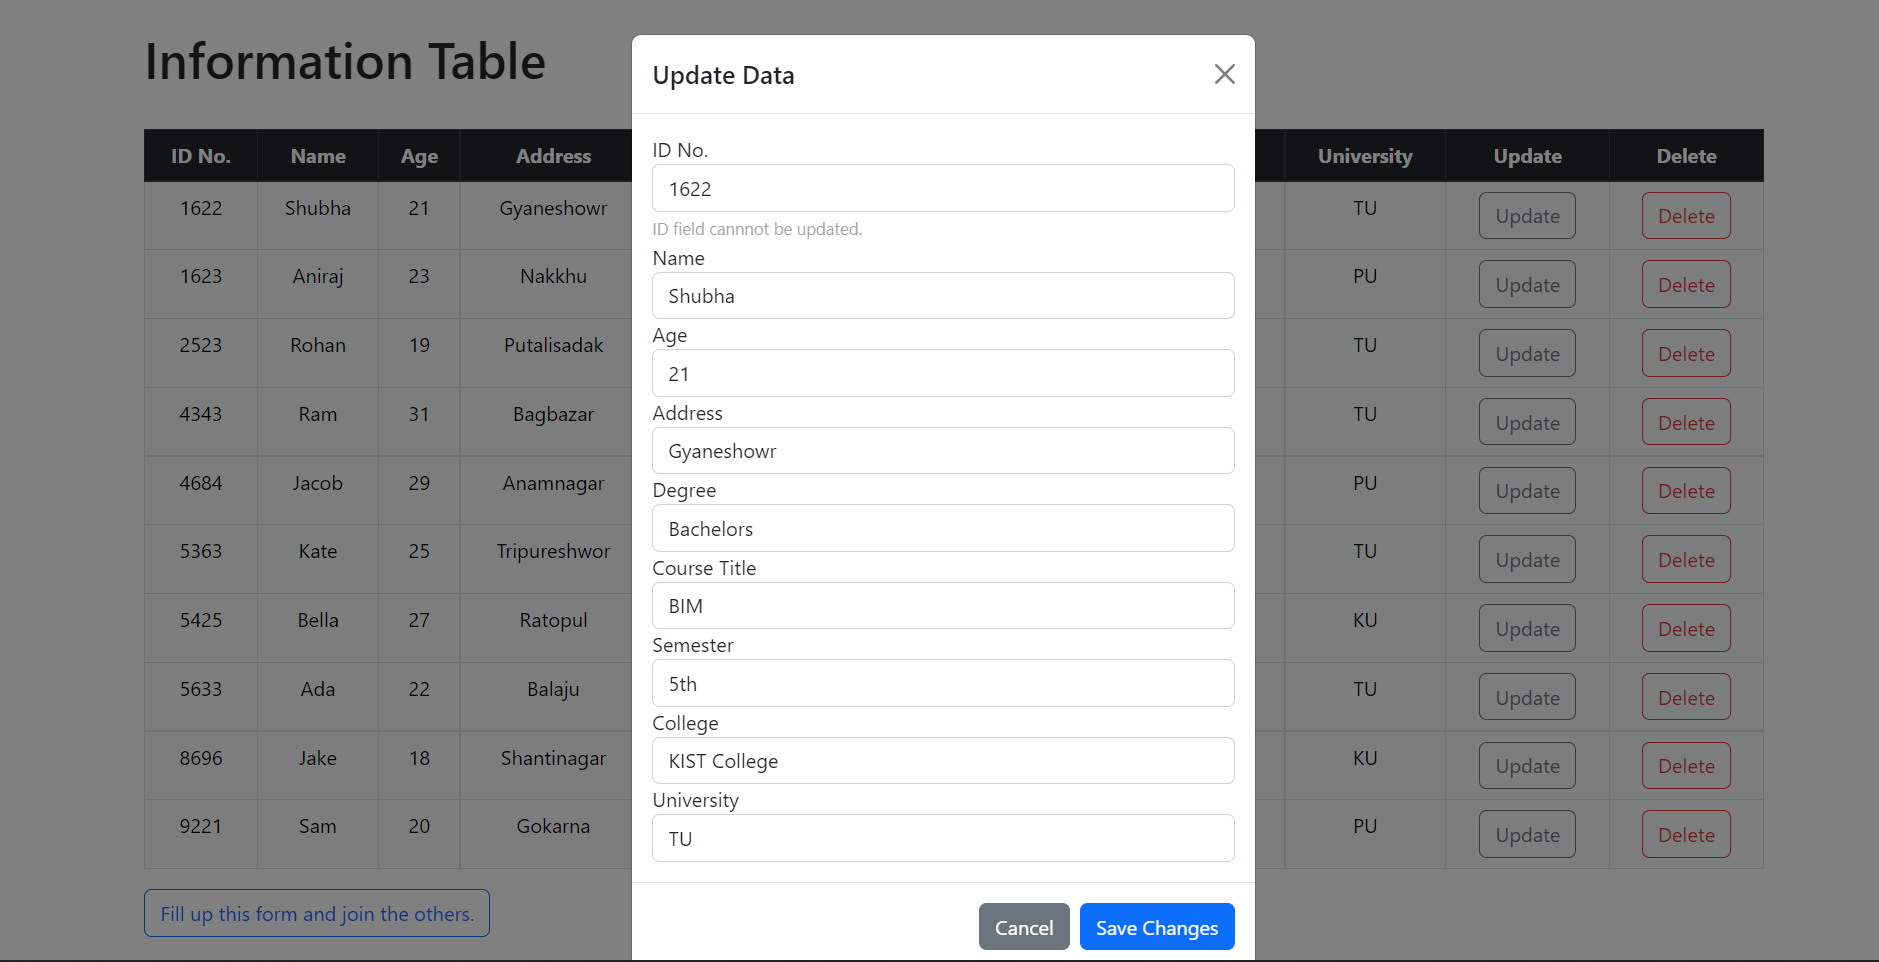 Information Table
ID No. Name Age Address University Update Delete
1622 Shubha 21 Gyaneshowr TU Update Delete
1623 Aniraj 23 Nakkhu PU Update Delete
2523 Rohan 19 Putalisadak TU Update Delete
4343 Ram 31 Bagbazar TU Update Delete
4684 Jacob 29 Anamnagar PU Update Delete
5363 Kate 25 Tripureshwor TU Update Delete
5425 Bella 27 Ratopul KU Update Delete
5633 Ada 22 Balaju TU Update Delete
8696 Jake 18 Shantinagar KU Update Delete
9221 Sam 20 Gokarna PU Update Delete
Fill up this form and join the others.
Update Data
ID No.
1622
ID field cannnot be updated.
Name
Shubha
Age
21
Address
Gyaneshowr
Degree
Bachelors
Course Title
BIM
Semester
5th
College
KIST College
University
TU
Cancel Save Changes